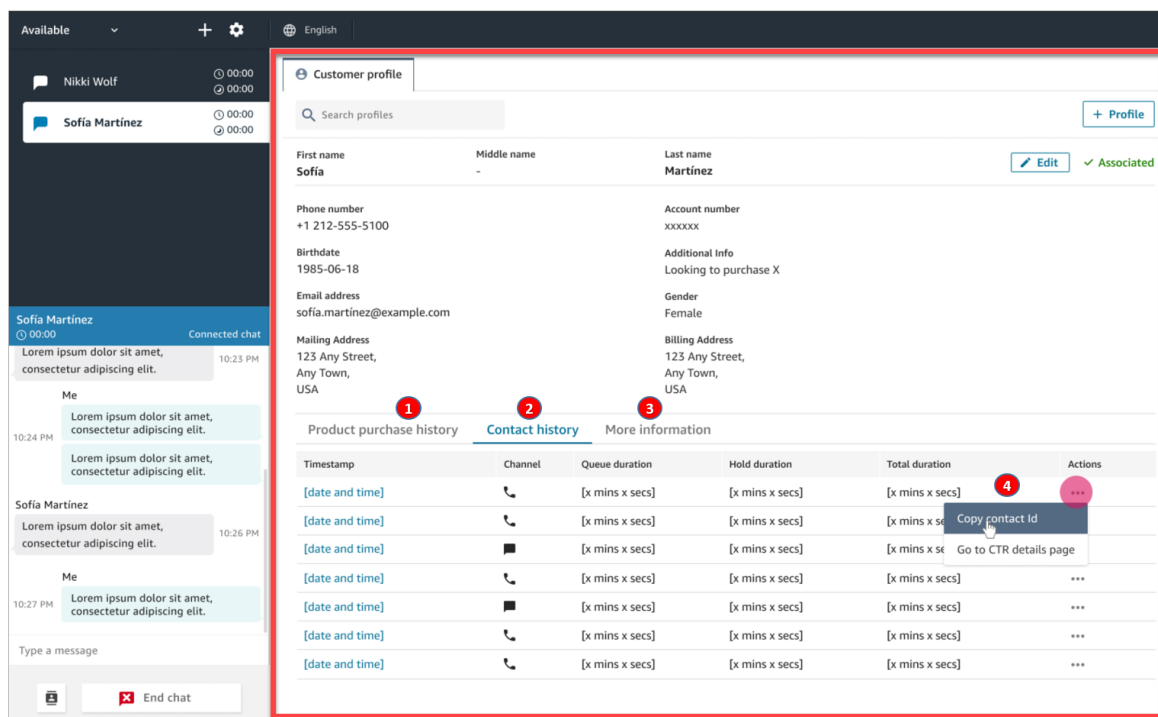 Available
English
Nikki Wolf
00:00
00:00
Sofía Martínez
00:00
00:00
Sofía Martínez
00:00
Connected chat
Lorem ipsum dolor sit amet,
consectetur adipiscing elit.
10:23 PM
Me
Lorem ipsum dolor sit amet,
consectetur adipiscing elit.
10:24 PM
Lorem ipsum dolor sit amet,
consectetur adipiscing elit.
Sofía Martínez
Lorem ipsum dolor sit amet,
consectetur adipiscing elit.
10:26 PM
Me
Lorem ipsum dolor sit amet,
consectetur adipiscing elit.
10:27 PM
Type a message
End chat
Customer profile
Search profiles
+ Profile
First name
Sofía
Middle name
-
Last name
Martínez
Edit
Associated
Phone number
+1 212-555-5100
Account number
xxxxxx
Birthdate
1985-06-18
Additional Info
Looking to purchase X
Email address
sofía.martínez@example.com
Gender
Female
Mailing Address
123 Any Street,
Any Town,
USA
Billing Address
123 Any Street,
Any Town,
USA
1 2 3
Product purchase history Contact history More information
Timestamp Channel Queue duration Hold duration Total duration Actions
[date and time] [x mins x secs] [x mins x secs] [x mins x secs] 4 •••
[date and time] [x mins x secs] [x mins x secs] [x mins x se
Copy contact Id
[date and time] [x mins x secs] [x mins x secs] [x mins x se
Go to CTR details page
[date and time] [x mins x secs] [x mins x secs] [x mins x secs] •••
[date and time] [x mins x secs] [x mins x secs] [x mins x secs] •••
[date and time] [x mins x secs] [x mins x secs] [x mins x secs] •••
[date and time] [x mins x secs] [x mins x secs] [x mins x secs] •••